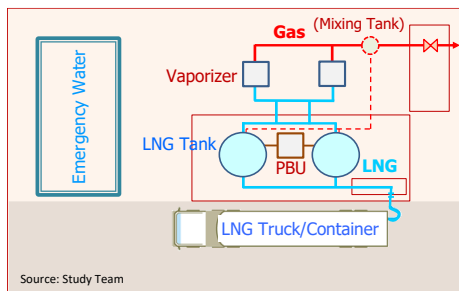 (Mixing Tank)
Gas
Vaporizer
Emergency Water
LNG Tank
PBU
LNG
LNG Truck/Container
Source: Study Team